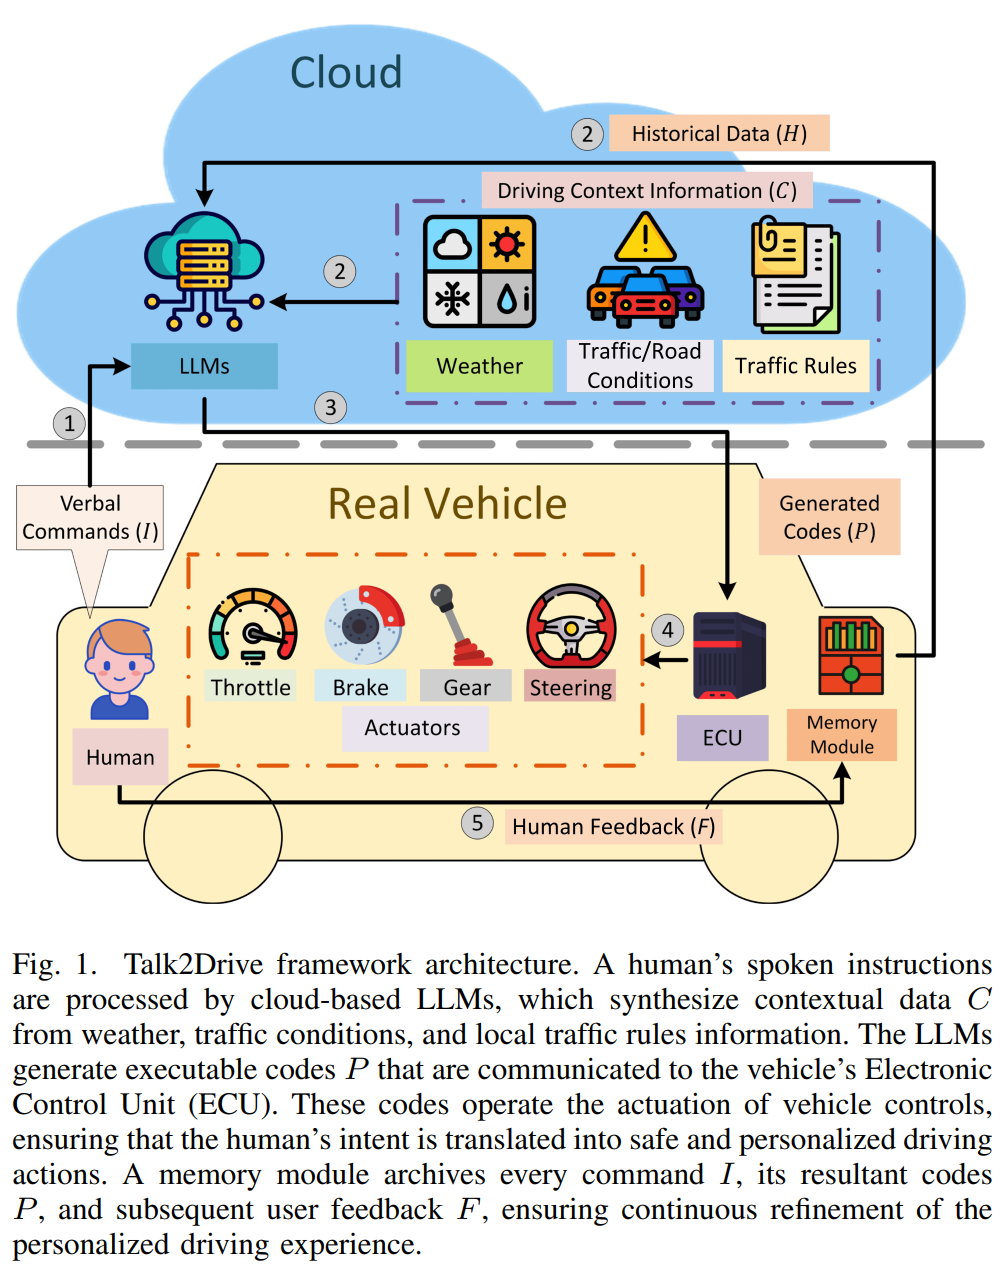 Cloud
2
Historical Data (H)
Driving Context Information (C)
2
LLMs
Weather
Traffic/Road
Conditions
Traffic Rules
1
3
Verbal
Commands (I)
Real Vehicle
Generated
Codes (P)
4
Throttle
Brake
Gear
Steering
Actuators
ECU
Memory
Module
Human
5
Human Feedback (F)
Fig. 1. Talk2Drive framework architecture. A human's spoken instructions
are processed by cloud-based LLMs, which synthesize contextual data C
from weather, traffic conditions, and local traffic rules information. The LLMs
generate executable codes P that are communicated to the vehicle's Electronic
Control Unit (ECU). These codes operate the actuation of vehicle controls,
ensuring that the human's intent is translated into safe and personalized driving
actions. A memory module archives every command I, its resultant codes
P, and subsequent user feedback F, ensuring continuous refinement of the
personalized driving experience.